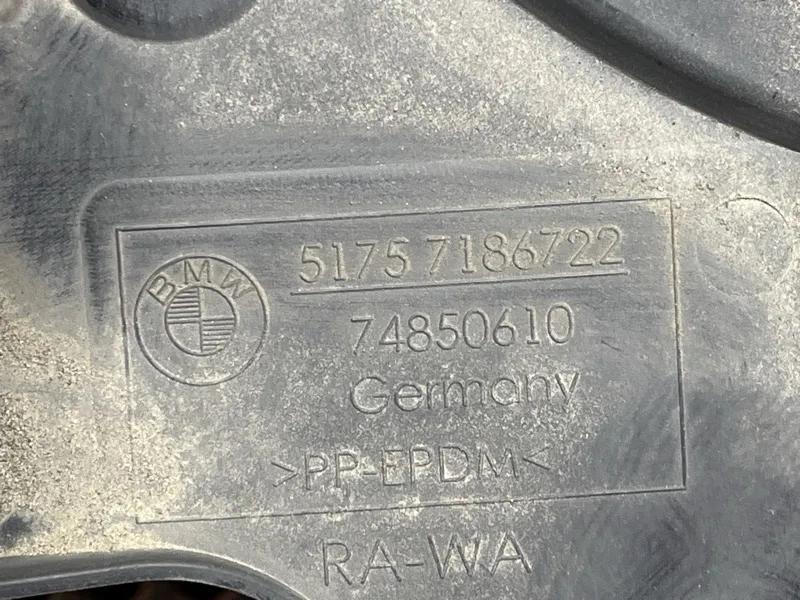 BMW
5175 7186722
74850610
Germany
>PP-EPDM<
RA-WA